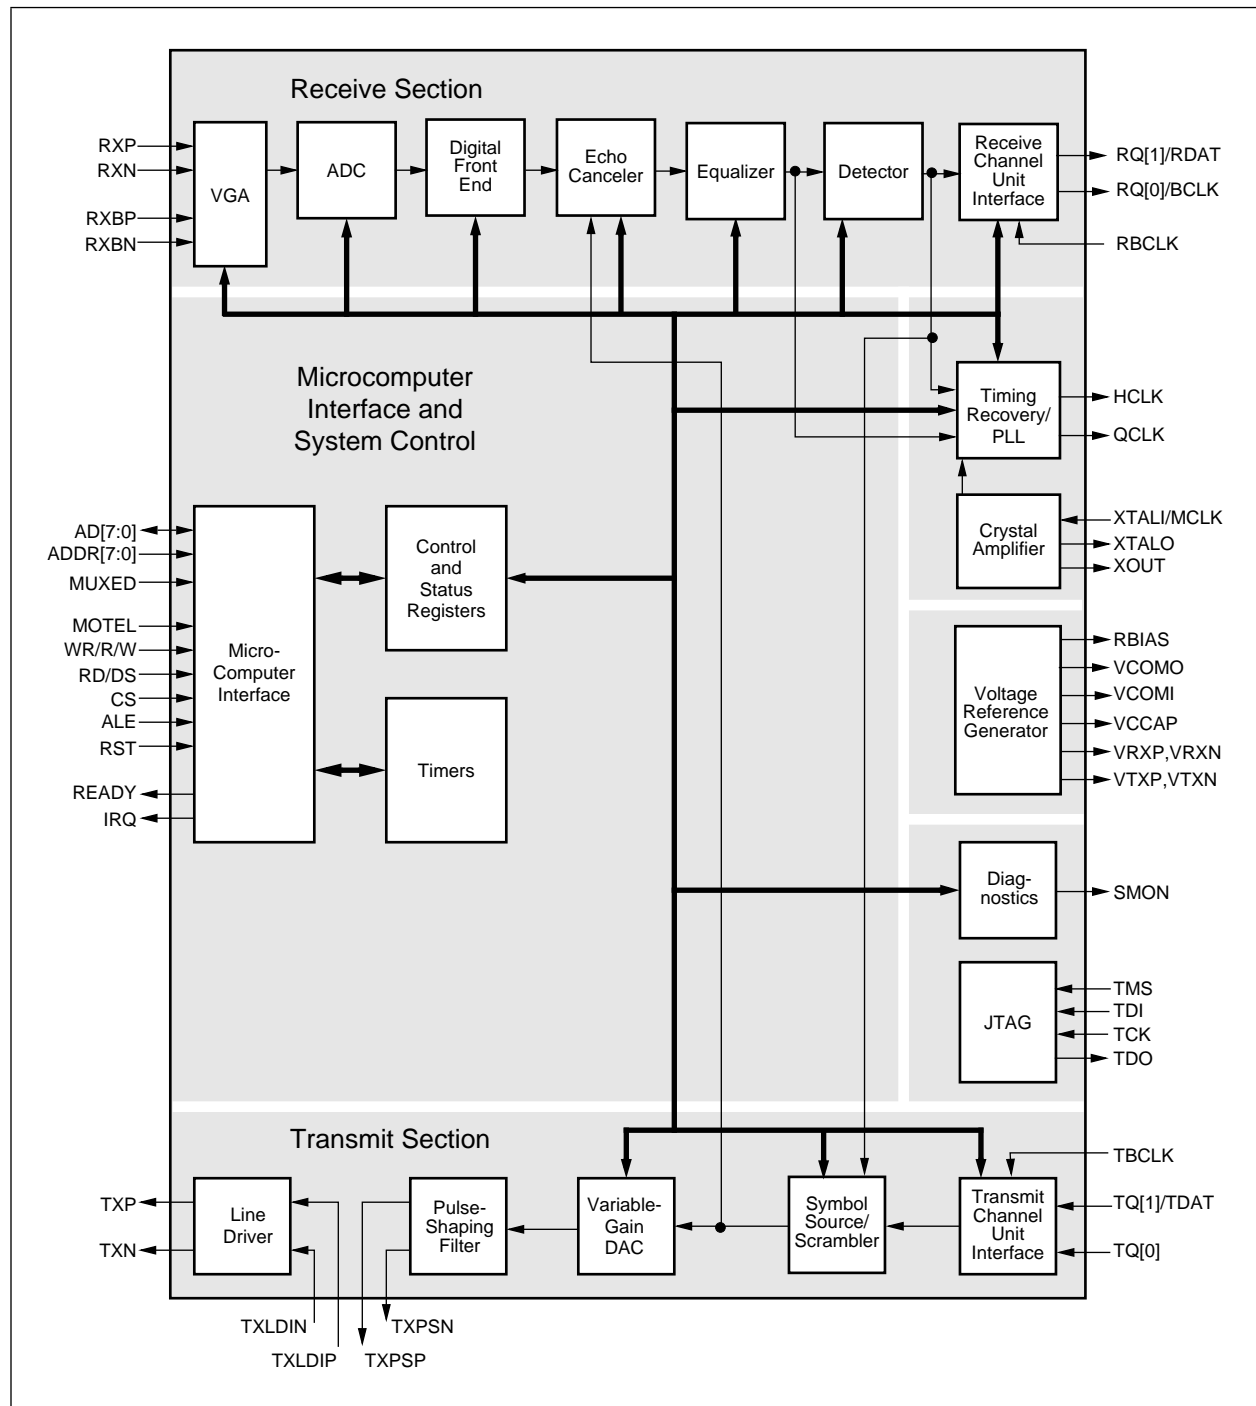 Receive Section
RXP
RXN
RXBP
RXBN
VGA
ADC
Digital
Front
End
Echo
Canceler
Equalizer
Detector
Receive
Channel
Unit
Interface
RQ[1]/RDAT
RQ[0]/BCLK
RBCLK
Microcomputer
Interface and
System Control
Timing
Recovery/
PLL
HCLK
QCLK
Crystal
Amplifier
XTALI/MCLK
XTALO
XOUT
AD[7:0]
ADDR[7:0]
MUXED
MOTEL
WR/R/W
RD/DS
CS
ALE
RST
READY
IRQ
Micro-
Computer
Interface
Control
and
Status
Registers
Timers
Voltage
Reference
Generator
RBIAS
VCOMO
VCOMI
VCCAP
VRXP,VRXN
VTXP,VTXN
Diag-
nostics
SMON
JTAG
TMS
TDI
TCK
TDO
Transmit Section
TXP
TXN
Line
Driver
Pulse-
Shaping
Filter
Variable-
Gain
DAC
Symbol
Source/
Scrambler
Transmit
Channel
Unit
Interface
TBCLK
TQ[1]/TDAT
TQ[0]
TXLDIN
TXLDIP
TXPSN
TXPSP